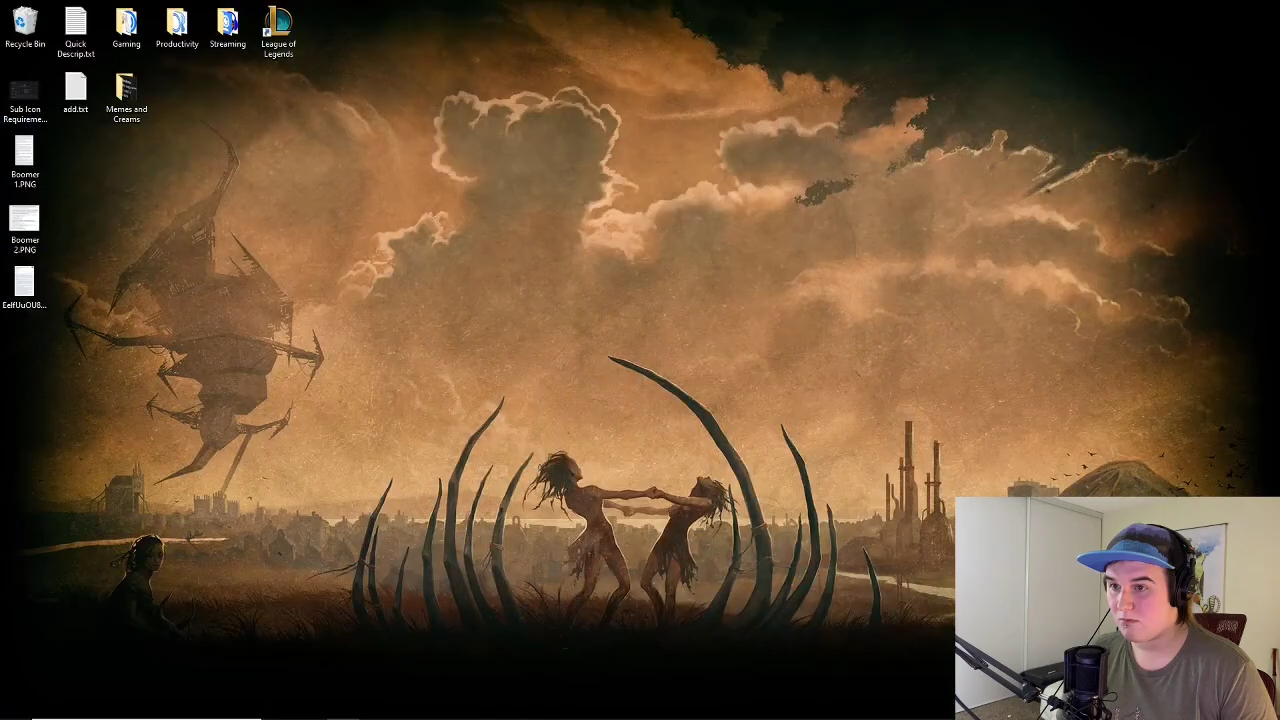 Recycle Bin
Quick
Descrip.txt
Gaming
Productivity
Streaming
League of
Legends
Sub Icon
Requireme...
add.txt
Memes and
Creams
Boomer
1.PNG
Boomer
2.PNG
EelfUuOU8...